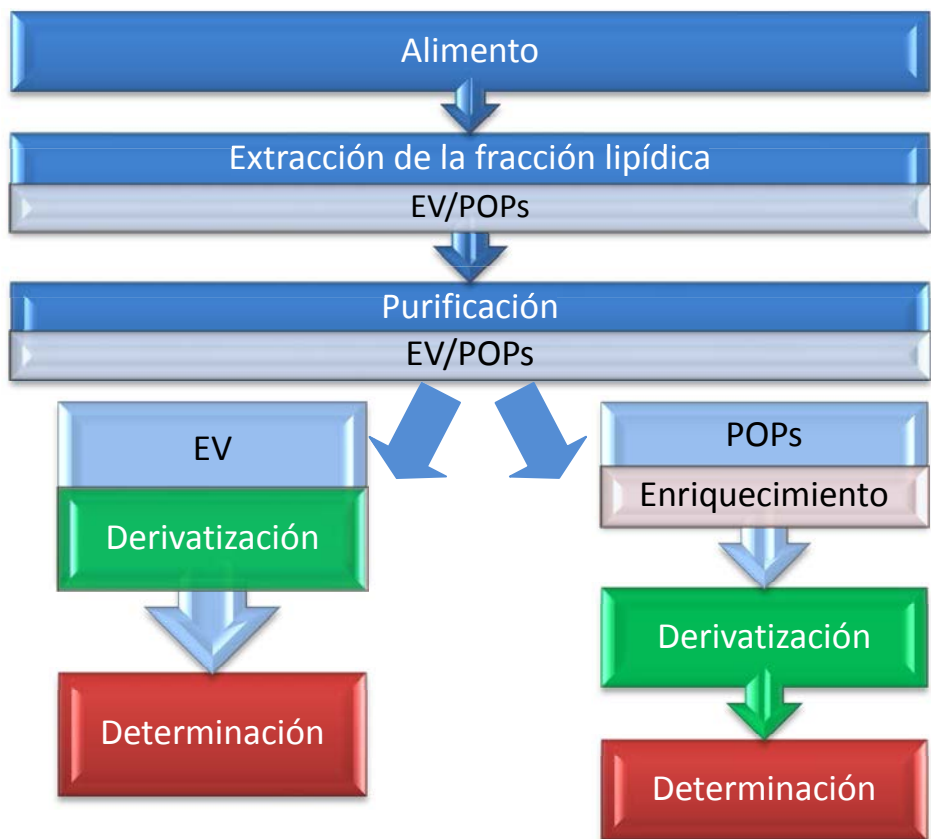 Alimento
Extracción de la fracción lipídica
EV/POPs
Purificación
EV/POPs
EV
Derivatización
Determinación
POPs
Enriquecimiento
Derivatización
Determinación